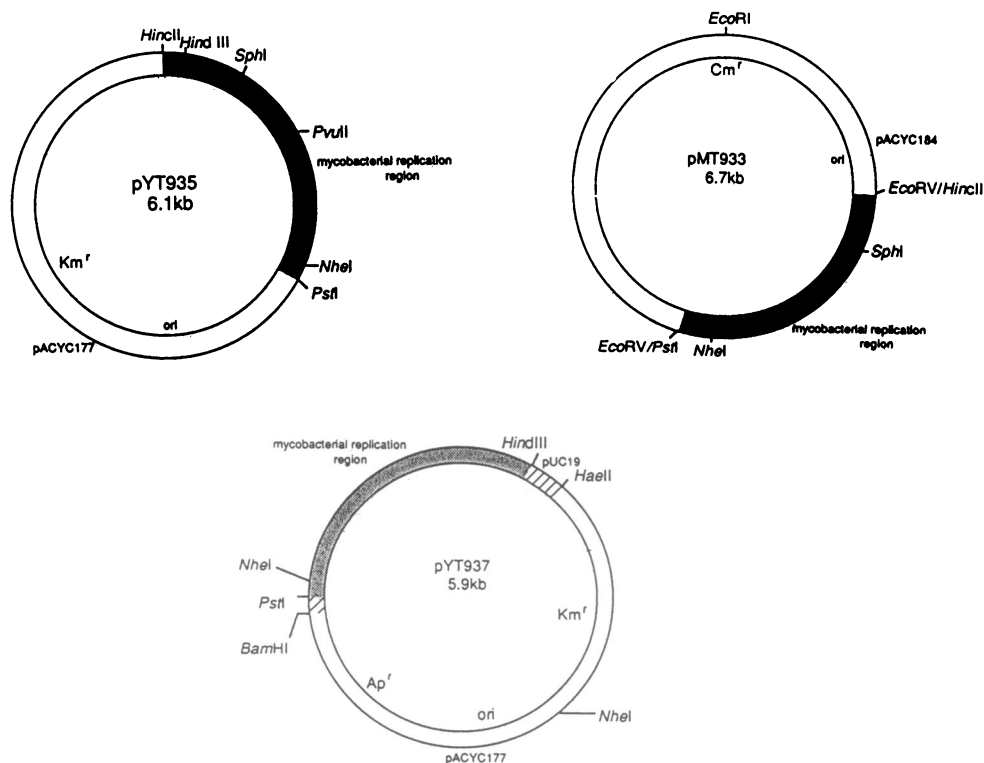 HincII
Hind III
SphI
PvuII
mycobacterial replication
region
pYT935
6.1kb
Kmʳ
NheI
PstI
ori
pACYC177
EcoRI
Cmʳ
pACYC184
ori
pMT933
6.7kb
EcoRV/HincII
SphI
mycobacterial replication
region
EcoRV/PstI
NheI
mycobacterial replication
region
HindIII
pUC19
HaeII
NheI
pYT937
5.9kb
PstI
Kmʳ
BamHI
Apʳ
ori
NheI
pACYC177